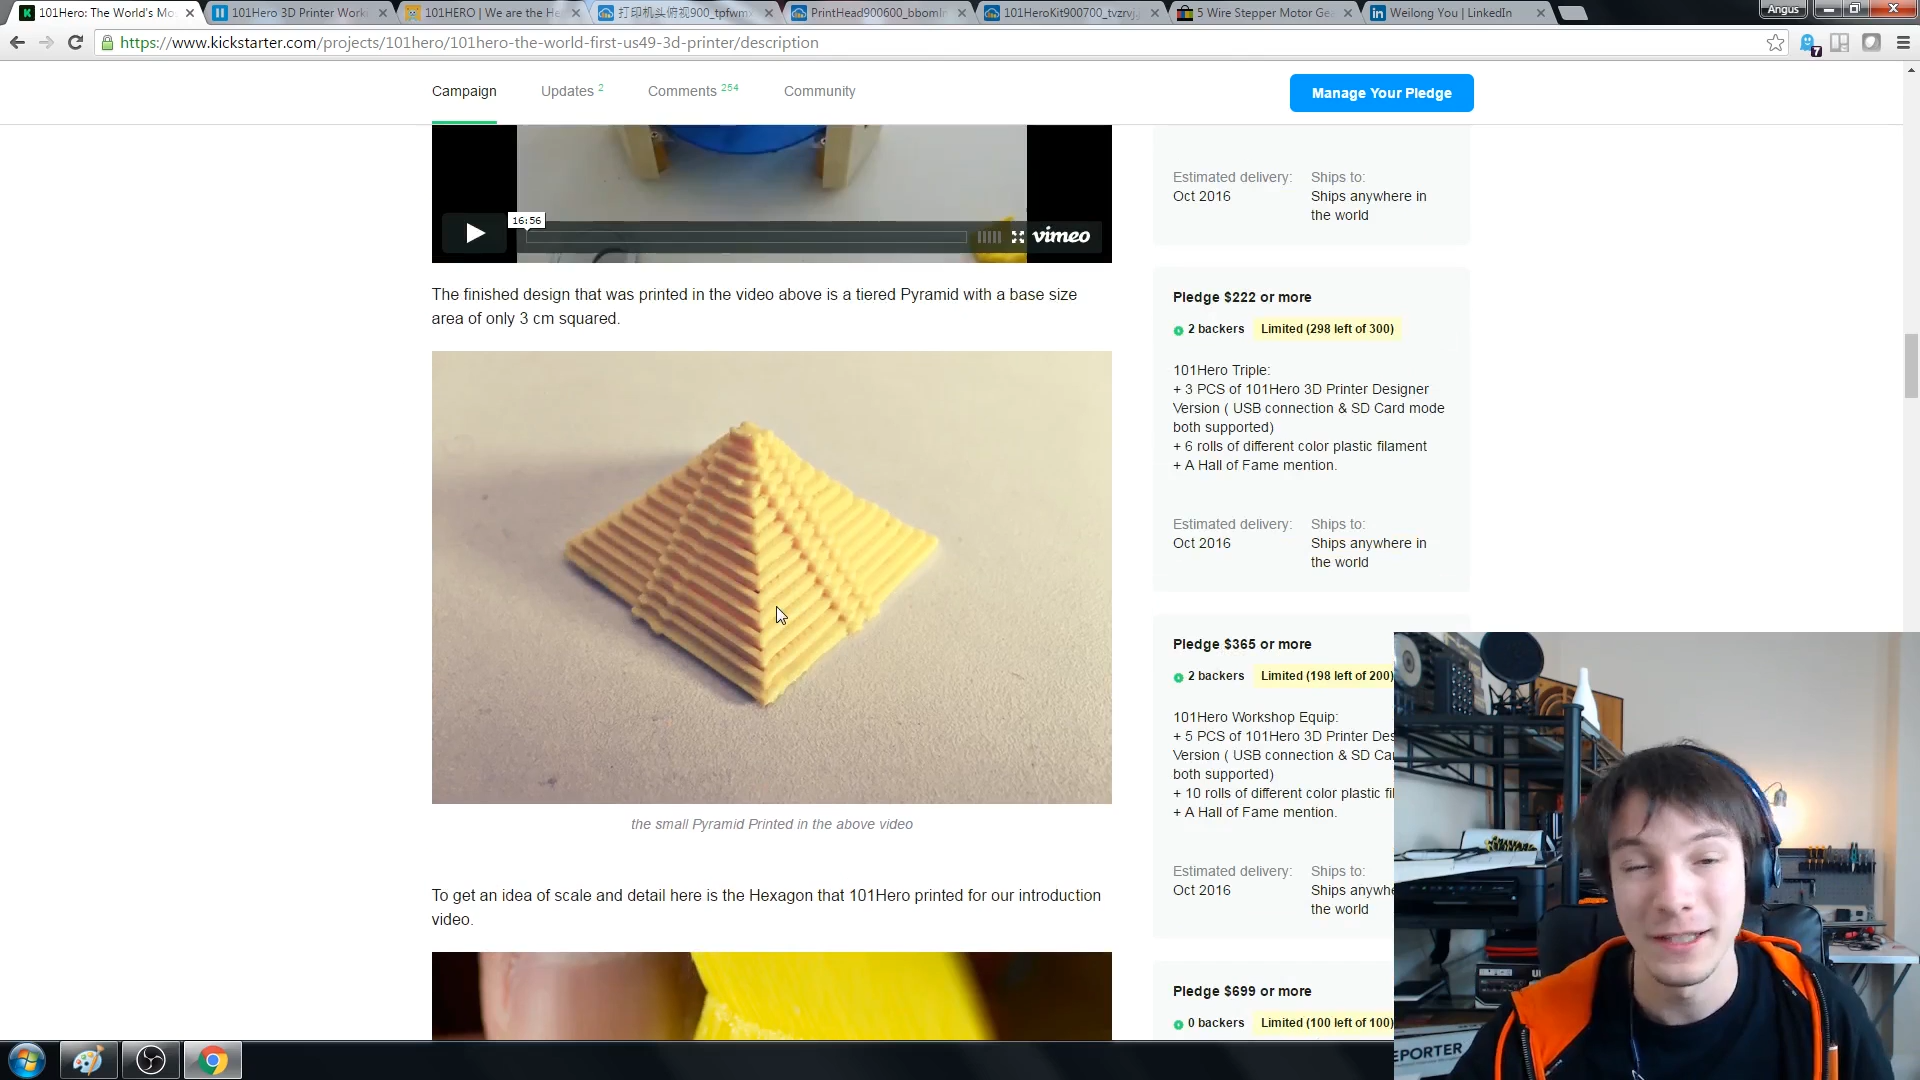 101Hero: The World's Mo
101Hero 3D Printer Work
101HERO | We are the He
打印机头俯视900_tpfwm
PrintHead900600_bbomlr
101HeroKit900700_tvzrvj
5 Wire Stepper Motor Ge
Weilong You | LinkedIn
Angus
https://www.kickstarter.com/projects/101hero/101hero-the-world-first-us49-3d-printer/description
7
Campaign
Updates 2
Comments 254
Community
Manage Your Pledge
16:56
vimeo
The finished design that was printed in the video above is a tiered Pyramid with a base size
area of only 3 cm squared.
the small Pyramid Printed in the above video
To get an idea of scale and detail here is the Hexagon that 101Hero printed for our introduction
video.
Estimated delivery:
Oct 2016
Ships to:
Ships anywhere in
the world
Pledge $222 or more
2 backers
Limited (298 left of 300)
101Hero Triple:
+ 3 PCS of 101Hero 3D Printer Designer
Version ( USB connection & SD Card mode
both supported)
+ 6 rolls of different color plastic filament
+ A Hall of Fame mention.
Estimated delivery:
Oct 2016
Ships to:
Ships anywhere in
the world
Pledge $365 or more
2 backers
Limited (198 left of 200)
101Hero Workshop Equip:
+ 5 PCS of 101Hero 3D Printer Des
Version ( USB connection & SD Ca
both supported)
+ 10 rolls of different color plastic fil
+ A Hall of Fame mention.
Estimated delivery:
Oct 2016
Ships to:
Ships anywhe
the world
Pledge $699 or more
0 backers
Limited (100 left of 100)
EPORTER